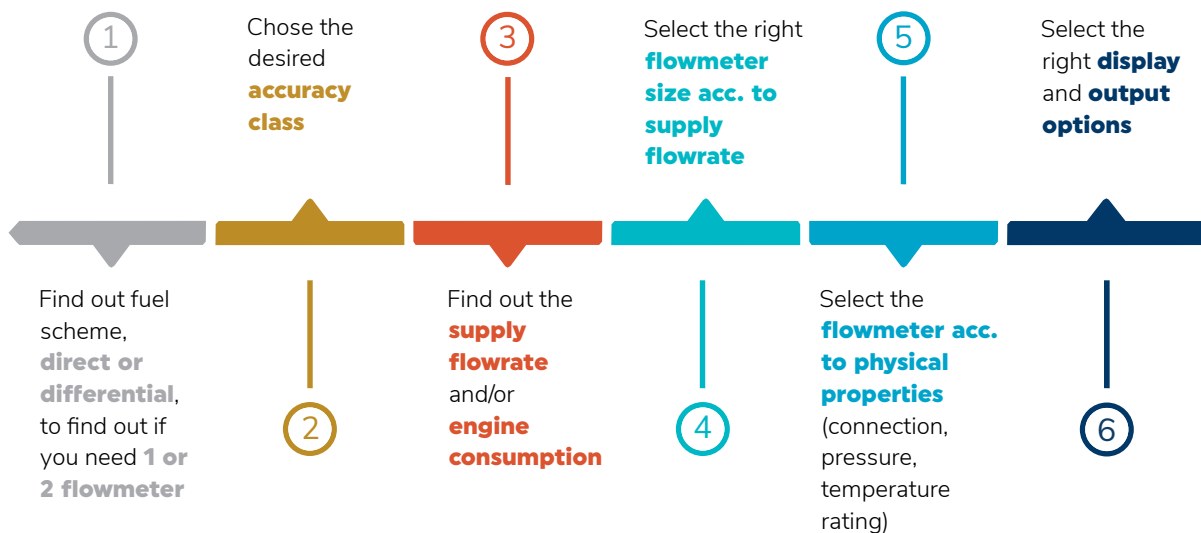 1
Find out fuel
scheme,
direct or
differential,
to find out if
you need 1 or
2 flowmeter
Chose the
desired
accuracy
class
2
3
Find out the
supply
flowrate
and/or
engine
consumption
Select the right
flowmeter
size acc. to
supply
flowrate
4
5
Select the
flowmeter acc.
to physical
properties
(connection,
pressure,
temperature
rating)
Select the
right display
and output
options
6